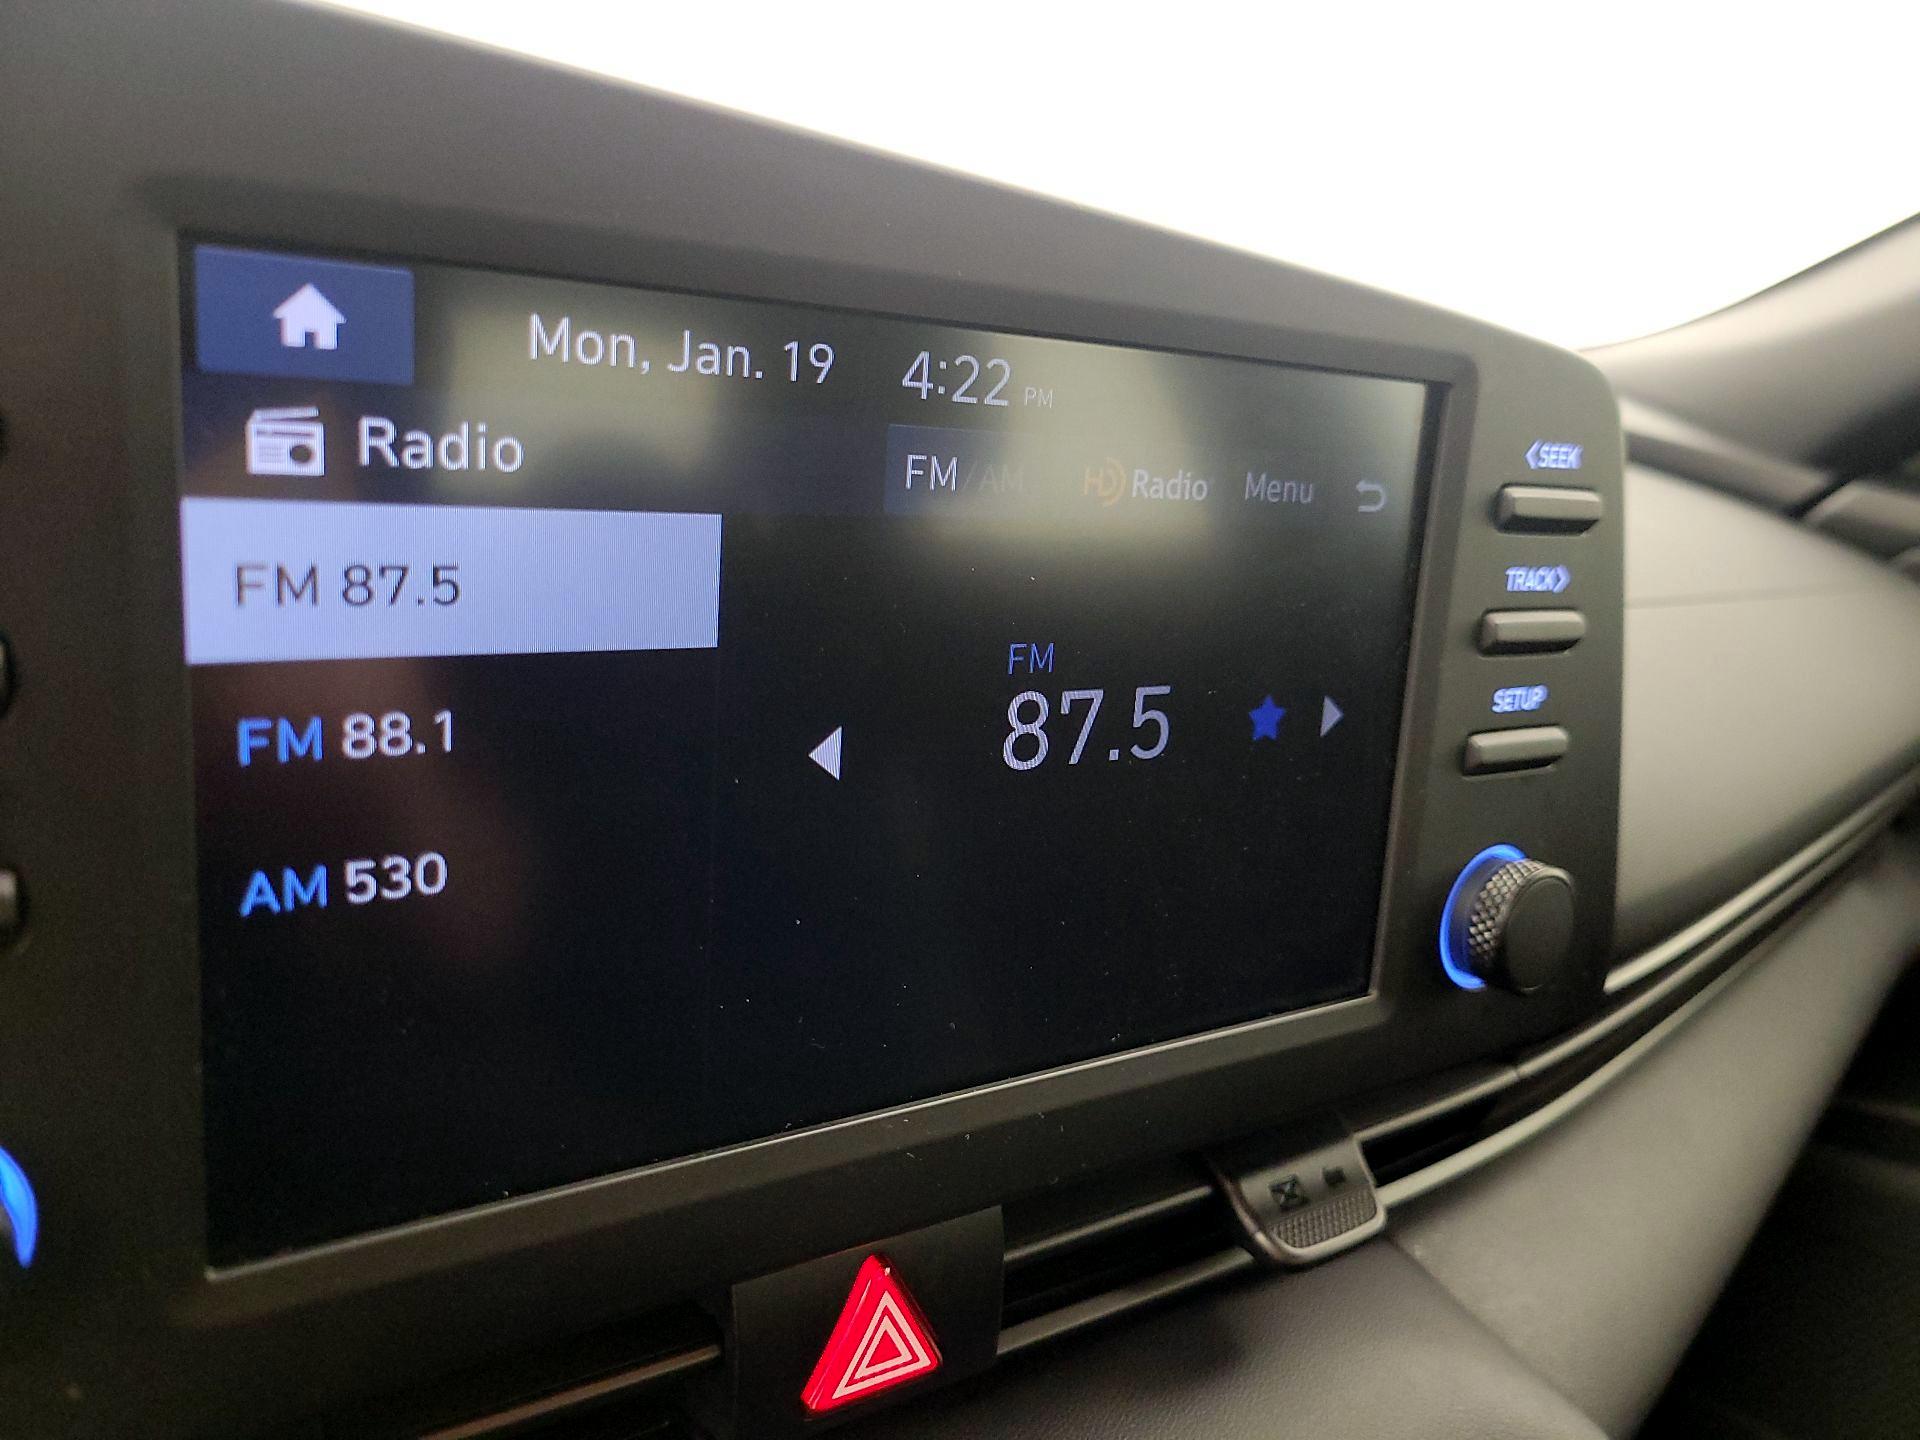 Mon, Jan. 19 4:22 PM
Radio
FM/AM HD Radio Menu
FM 87.5
FM 88.1
AM 530
FM
87.5
<SEEK
TRACK>
SETUP